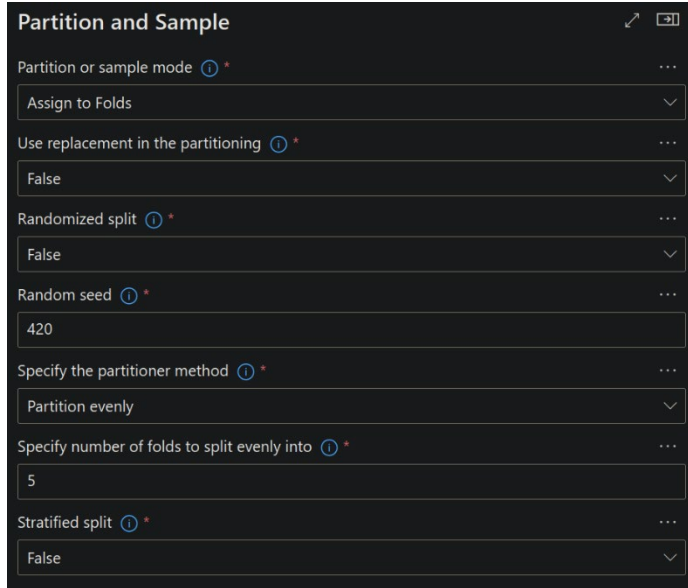 Partition and Sample
Partition or sample mode *
Assign to Folds
Use replacement in the partitioning *
False
Randomized split *
False
Random seed *
420
Specify the partitioner method *
Partition evenly
Specify number of folds to split evenly into *
5
Stratified split *
False